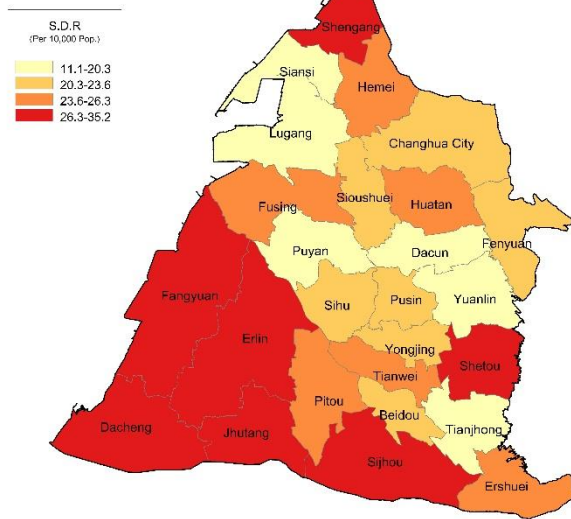 S.D.R
(Per 10,000 Pop.)
11.1-20.3
20.3-23.6
23.6-26.3
26.3-35.2
Shengang
Siansi
Hemei
Lugang
Changhua City
Sioushuei
Huatan
Fusing
Fenyuan
Puyan
Dacun
Fangyuan
Sihu
Pusin
Yuanlin
Erlin
Yongjing
Shetou
Tianwei
Pitou
Beidou
Dacheng
Jhutang
Tianjhong
Sijhou
Ershuei